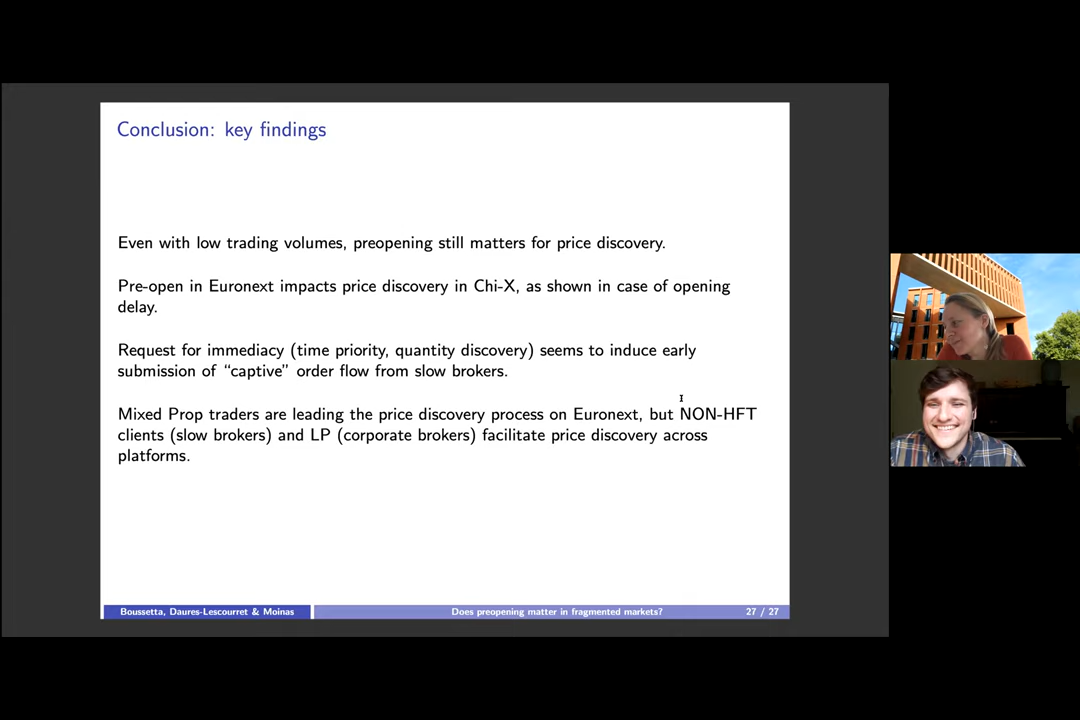 Conclusion: key findings
Even with low trading volumes, preopening still matters for price discovery.
Pre-open in Euronext impacts price discovery in Chi-X, as shown in case of opening
delay.
Request for immediacy (time priority, quantity discovery) seems to induce early
submission of “captive” order flow from slow brokers.
Mixed Prop traders are leading the price discovery process on Euronext, but NON-HFT
clients (slow brokers) and LP (corporate brokers) facilitate price discovery across
platforms.
Boussetta, Daures-Lescourret & Moinas
Does preopening matter in fragmented markets?
27 / 27